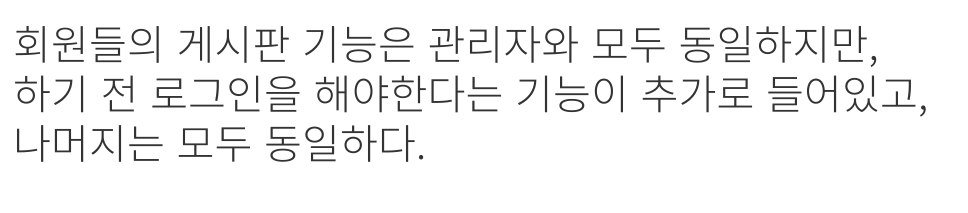 회원들의 게시판 기능은 관리자와 모두 동일하지만,
하기 전 로그인을 해야한다는 기능이 추가로 들어있고,
나머지는 모두 동일하다.